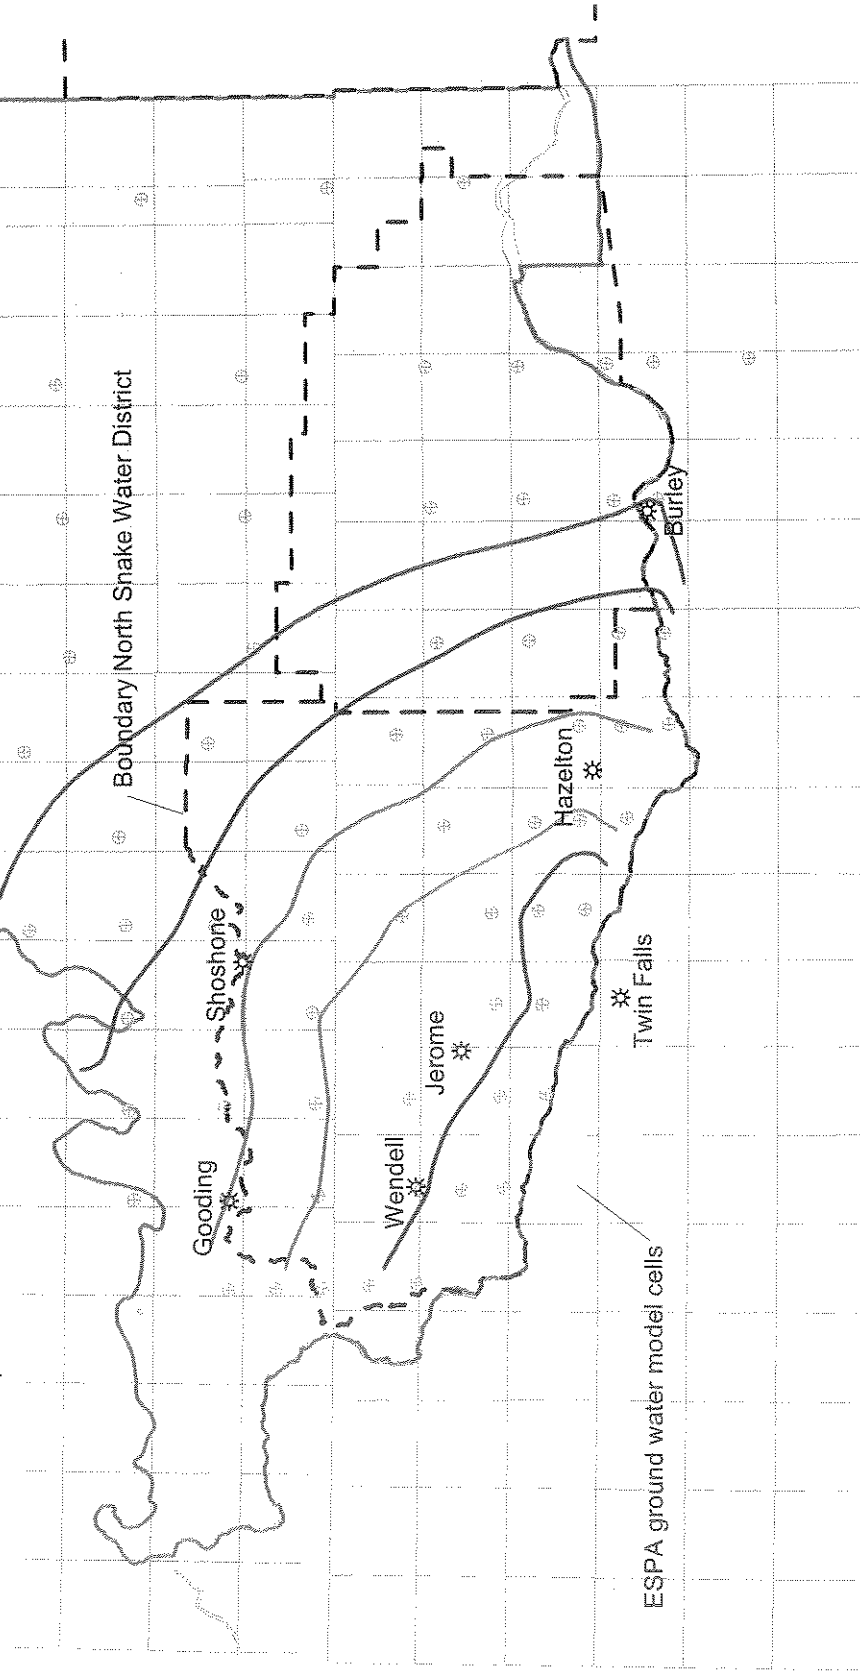 Boundary North Snake Water District
Shoshone
Gooding
Hazelton
Burley
Jerome
Wendell
Twin Falls
ESPA ground water model cells